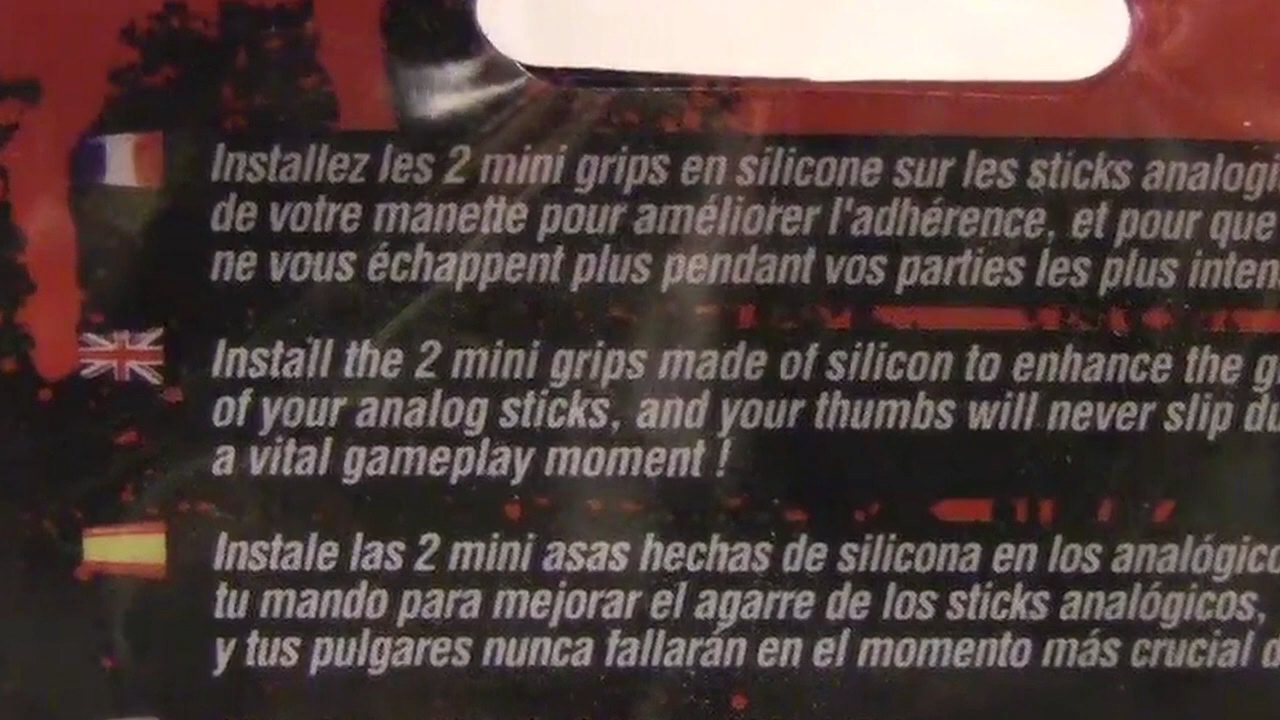 Installez les 2 mini grips en silicone sur les sticks
de votre manette pour améliorer l'adhérence, et pour que
ne vous échappent plus pendant vos parties les plus
Install the 2 mini grips made of silicon to enhance the
of your analog sticks, and your thumbs will never slip
a vital gameplay moment !
Instale las 2 mini asas hechas de silicona en los
tu mando para mejorar el agarre de los sticks analógicos,
y tus pulgares nunca fallarán en el momento más crucial